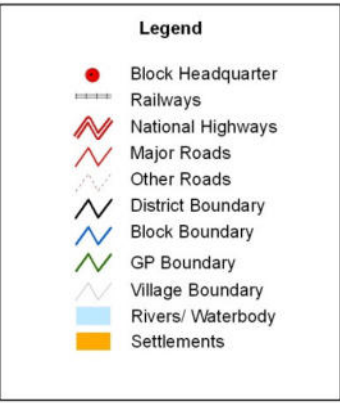 Legend
Block Headquarter
Railways
National Highways
Major Roads
Other Roads
District Boundary
Block Boundary
GP Boundary
Village Boundary
Rivers/ Waterbody
Settlements